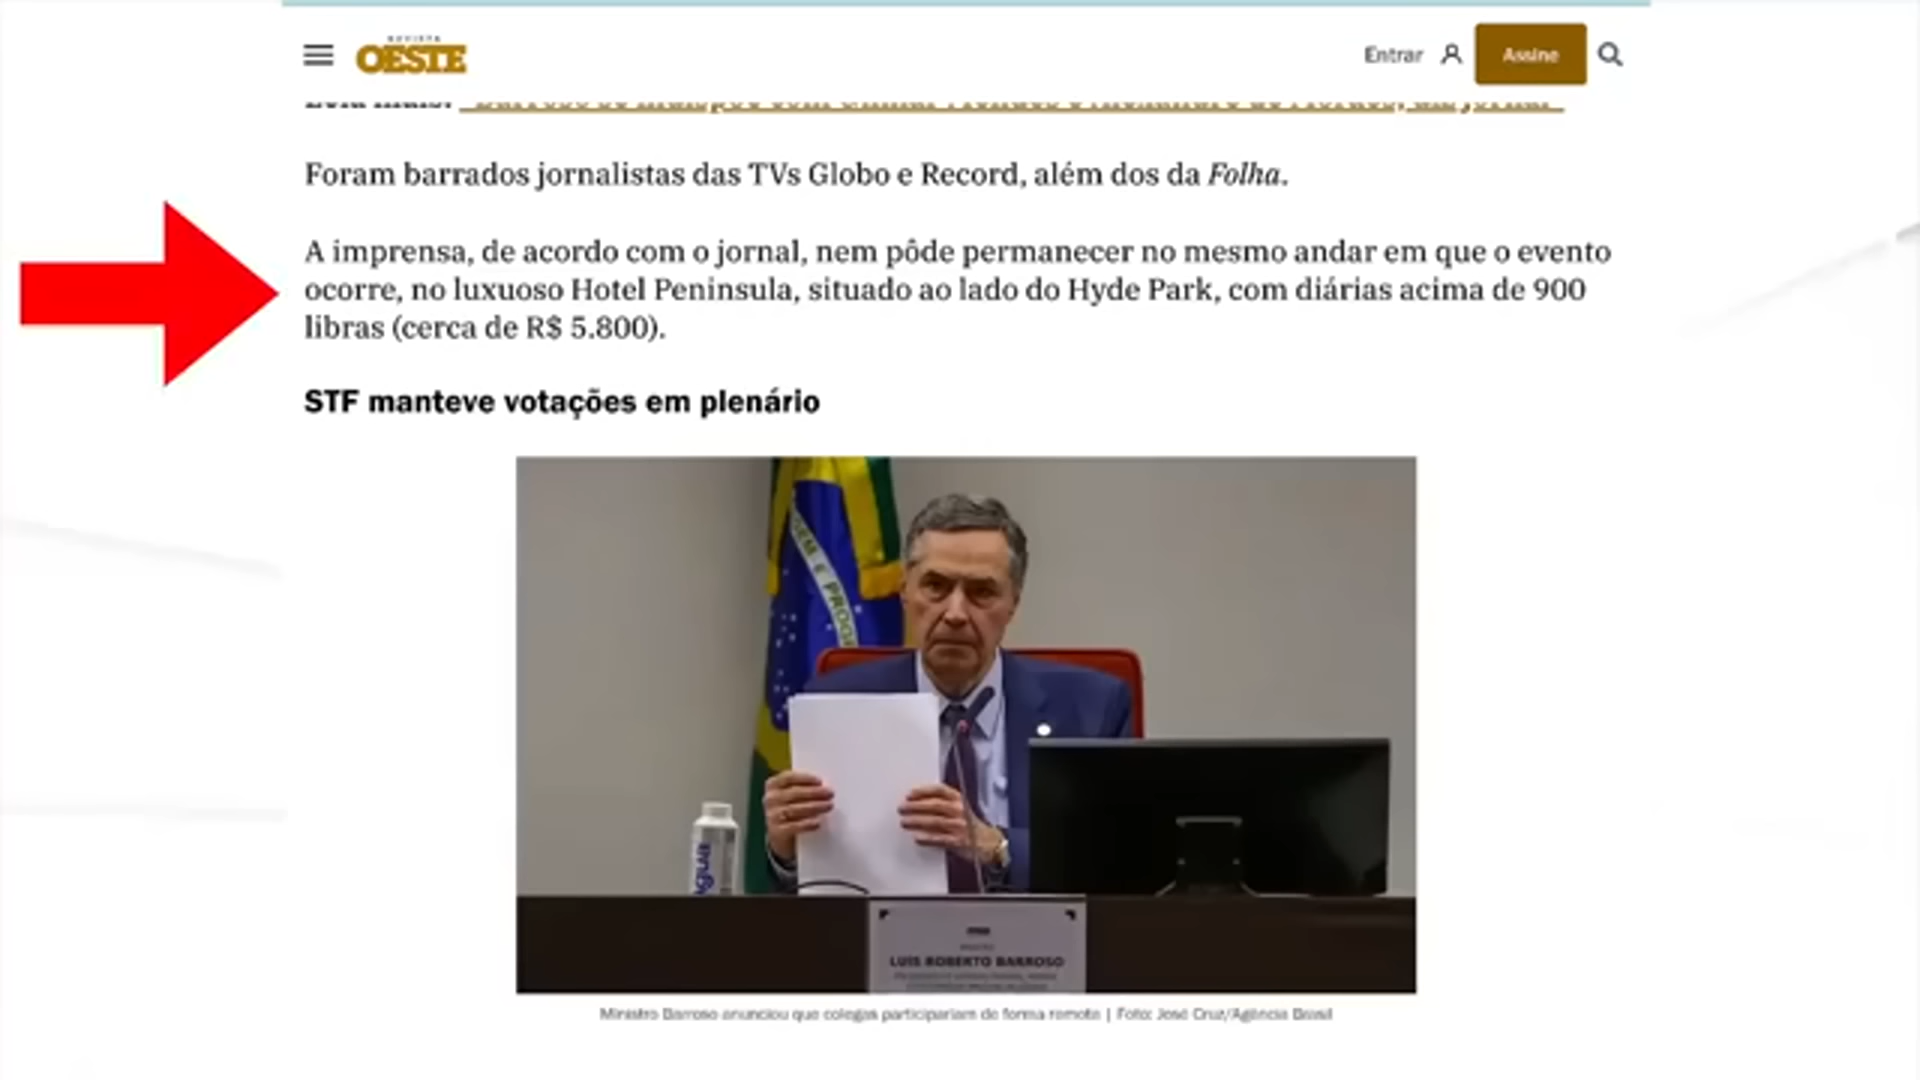 REVISTA
OESTE
Entrar
Assine
Leia mais:
Foram barrados jornalistas das TVs Globo e Record, além dos da Folha.
A imprensa, de acordo com o jornal, nem pôde permanecer no mesmo andar em que o evento
ocorre, no luxuoso Hotel Peninsula, situado ao lado do Hyde Park, com diárias acima de 900
libras (cerca de R$ 5.800).
STF manteve votações em plenário
LUÍS ROBERTO BARROSO
Ministro Barroso anunciou que colegas participariam de forma remota | Foto: José Cruz/Agência Brasil